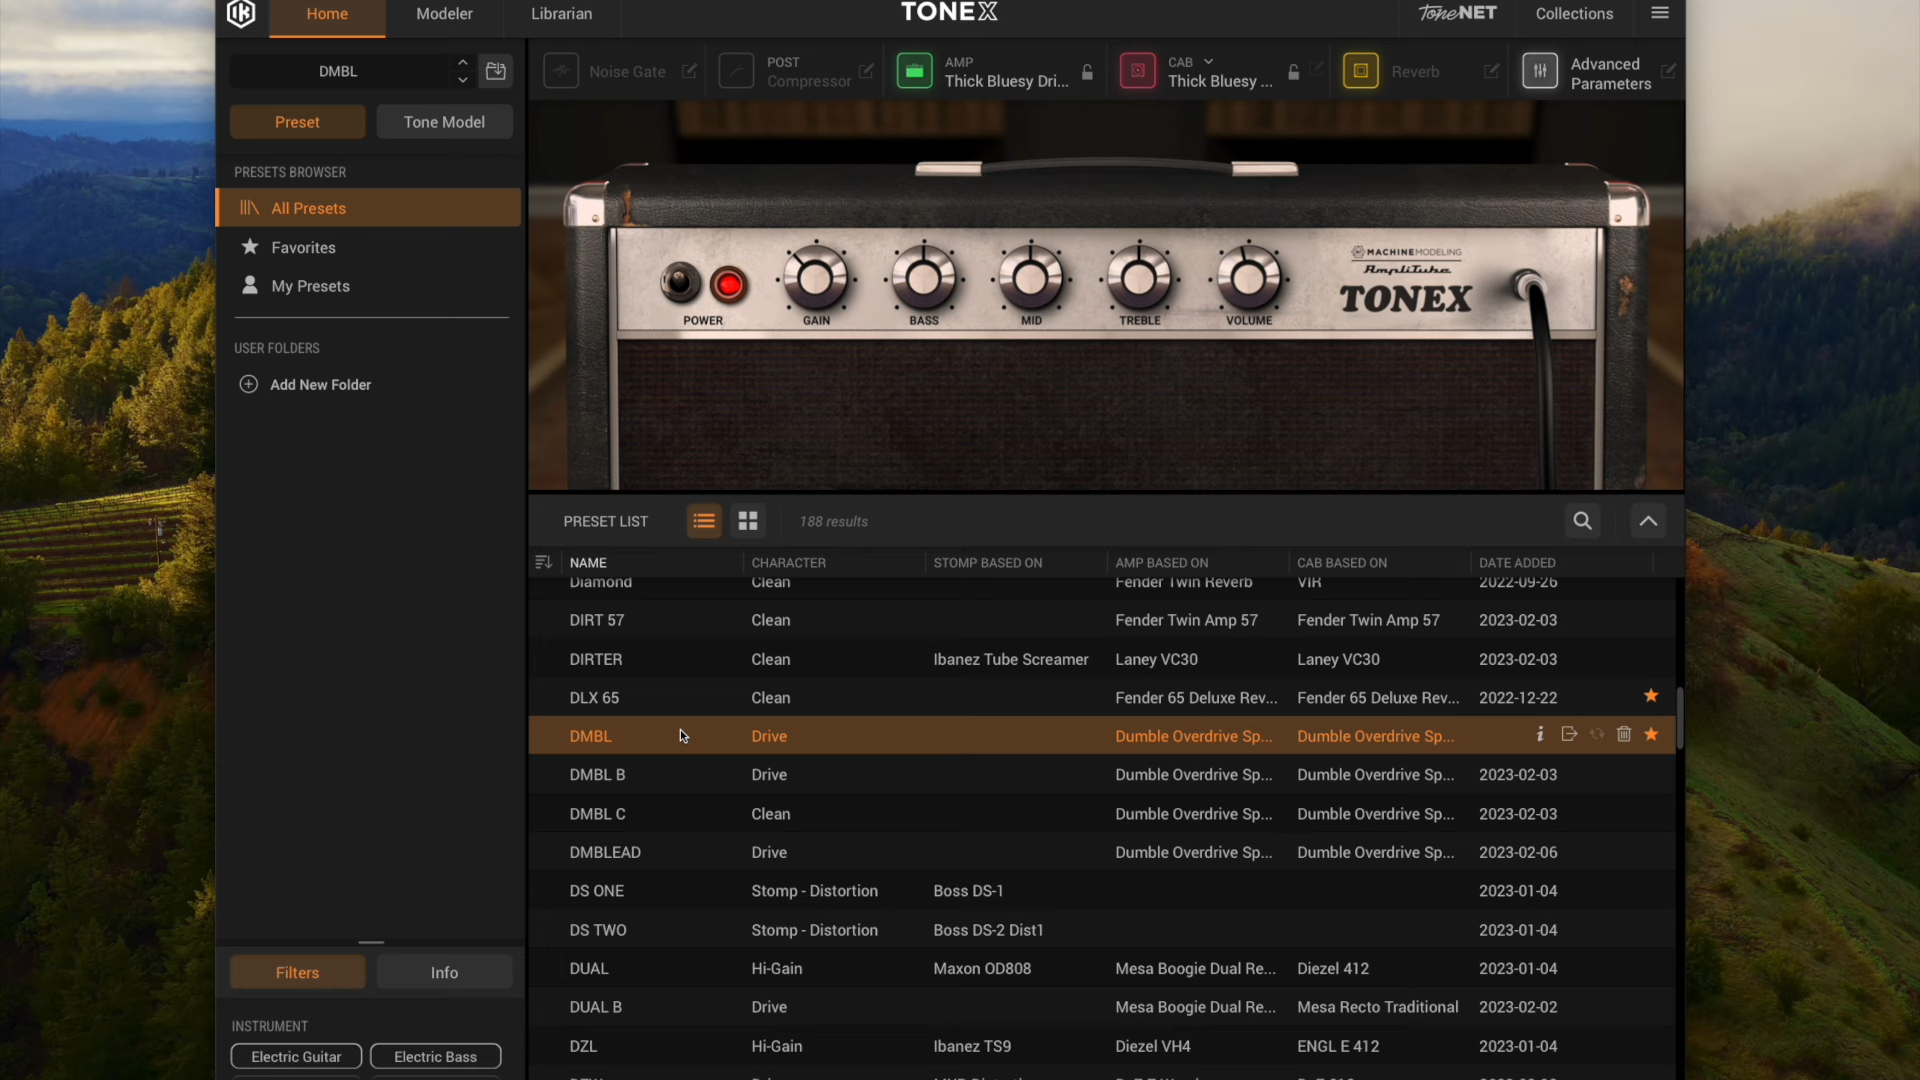 Home
Modeler
Librarian
TONEX
ToneNET
Collections
DMBL
Noise Gate
POST
Compressor
AMP
Thick Bluesy Dri...
CAB
Thick Bluesy ...
Reverb
Advanced
Parameters
Preset
Tone Model
PRESETS BROWSER
All Presets
Favorites
My Presets
USER FOLDERS
Add New Folder
MACHINEMODELING
AmpliTube
TONEX
POWER
GAIN
BASS
MID
TREBLE
VOLUME
PRESET LIST
188 results
NAME CHARACTER STOMP BASED ON AMP BASED ON CAB BASED ON DATE ADDED
Diamond Clean Fender Twin Reverb VIR 2022-09-26
DIRT 57 Clean Fender Twin Amp 57 Fender Twin Amp 57 2023-02-03
DIRTER Clean Ibanez Tube Screamer Laney VC30 Laney VC30 2023-02-03
DLX 65 Clean Fender 65 Deluxe Rev... Fender 65 Deluxe Rev... 2022-12-22
DMBL Drive Dumble Overdrive Sp... Dumble Overdrive Sp...
DMBL B Drive Dumble Overdrive Sp... Dumble Overdrive Sp... 2023-02-03
DMBL C Clean Dumble Overdrive Sp... Dumble Overdrive Sp... 2023-02-03
DMBLEAD Drive Dumble Overdrive Sp... Dumble Overdrive Sp... 2023-02-06
DS ONE Stomp - Distortion Boss DS-1 2023-01-04
DS TWO Stomp - Distortion Boss DS-2 Dist1 2023-01-04
DUAL Hi-Gain Maxon OD808 Mesa Boogie Dual Re... Diezel 412 2023-01-04
DUAL B Drive Mesa Boogie Dual Re... Mesa Recto Traditional 2023-02-02
DZL Hi-Gain Ibanez TS9 Diezel VH4 ENGL E 412 2023-01-04
Filters
Info
INSTRUMENT
Electric Guitar
Electric Bass